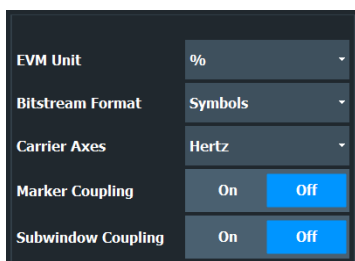 EVM Unit %
Bitstream Format Symbols
Carrier Axes Hertz
Marker Coupling On Off
Subwindow Coupling On Off